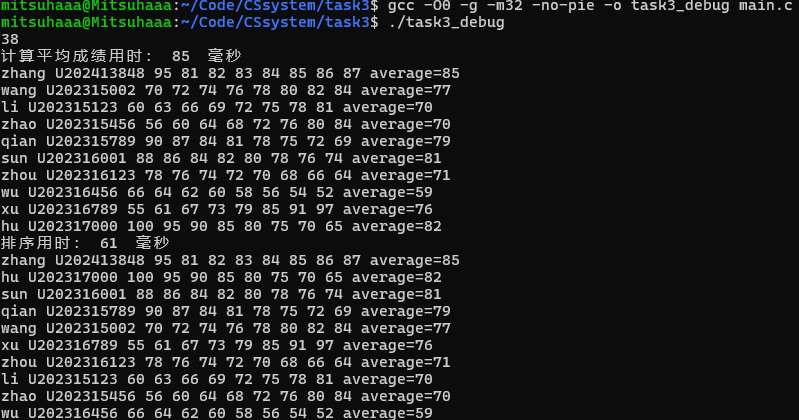 mitsuhaaa@Mitsuhaaa:~/Code/CSsystem/task3$ gcc -O0 -g -m32 -no-pie -o task3_debug main.c
mitsuhaaa@Mitsuhaaa:~/Code/CSsystem/task3$ ./task3_debug
38
计算平均成绩用时： 85 毫秒
zhang U202413848 95 81 82 83 84 85 86 87 average=85
wang U202315002 70 72 74 76 78 80 82 84 average=77
li U202315123 60 63 66 69 72 75 78 81 average=70
zhao U202315456 56 60 64 68 72 76 80 84 average=70
qian U202315789 90 87 84 81 78 75 72 69 average=79
sun U202316001 88 86 84 82 80 78 76 74 average=81
zhou U202316123 78 76 74 72 70 68 66 64 average=71
wu U202316456 66 64 62 60 58 56 54 52 average=59
xu U202316789 55 61 67 73 79 85 91 97 average=76
hu U202317000 100 95 90 85 80 75 70 65 average=82
排序用时： 61 毫秒
zhang U202413848 95 81 82 83 84 85 86 87 average=85
hu U202317000 100 95 90 85 80 75 70 65 average=82
sun U202316001 88 86 84 82 80 78 76 74 average=81
qian U202315789 90 87 84 81 78 75 72 69 average=79
wang U202315002 70 72 74 76 78 80 82 84 average=77
xu U202316789 55 61 67 73 79 85 91 97 average=76
zhou U202316123 78 76 74 72 70 68 66 64 average=71
li U202315123 60 63 66 69 72 75 78 81 average=70
zhao U202315456 56 60 64 68 72 76 80 84 average=70
wu U202316456 66 64 62 60 58 56 54 52 average=59